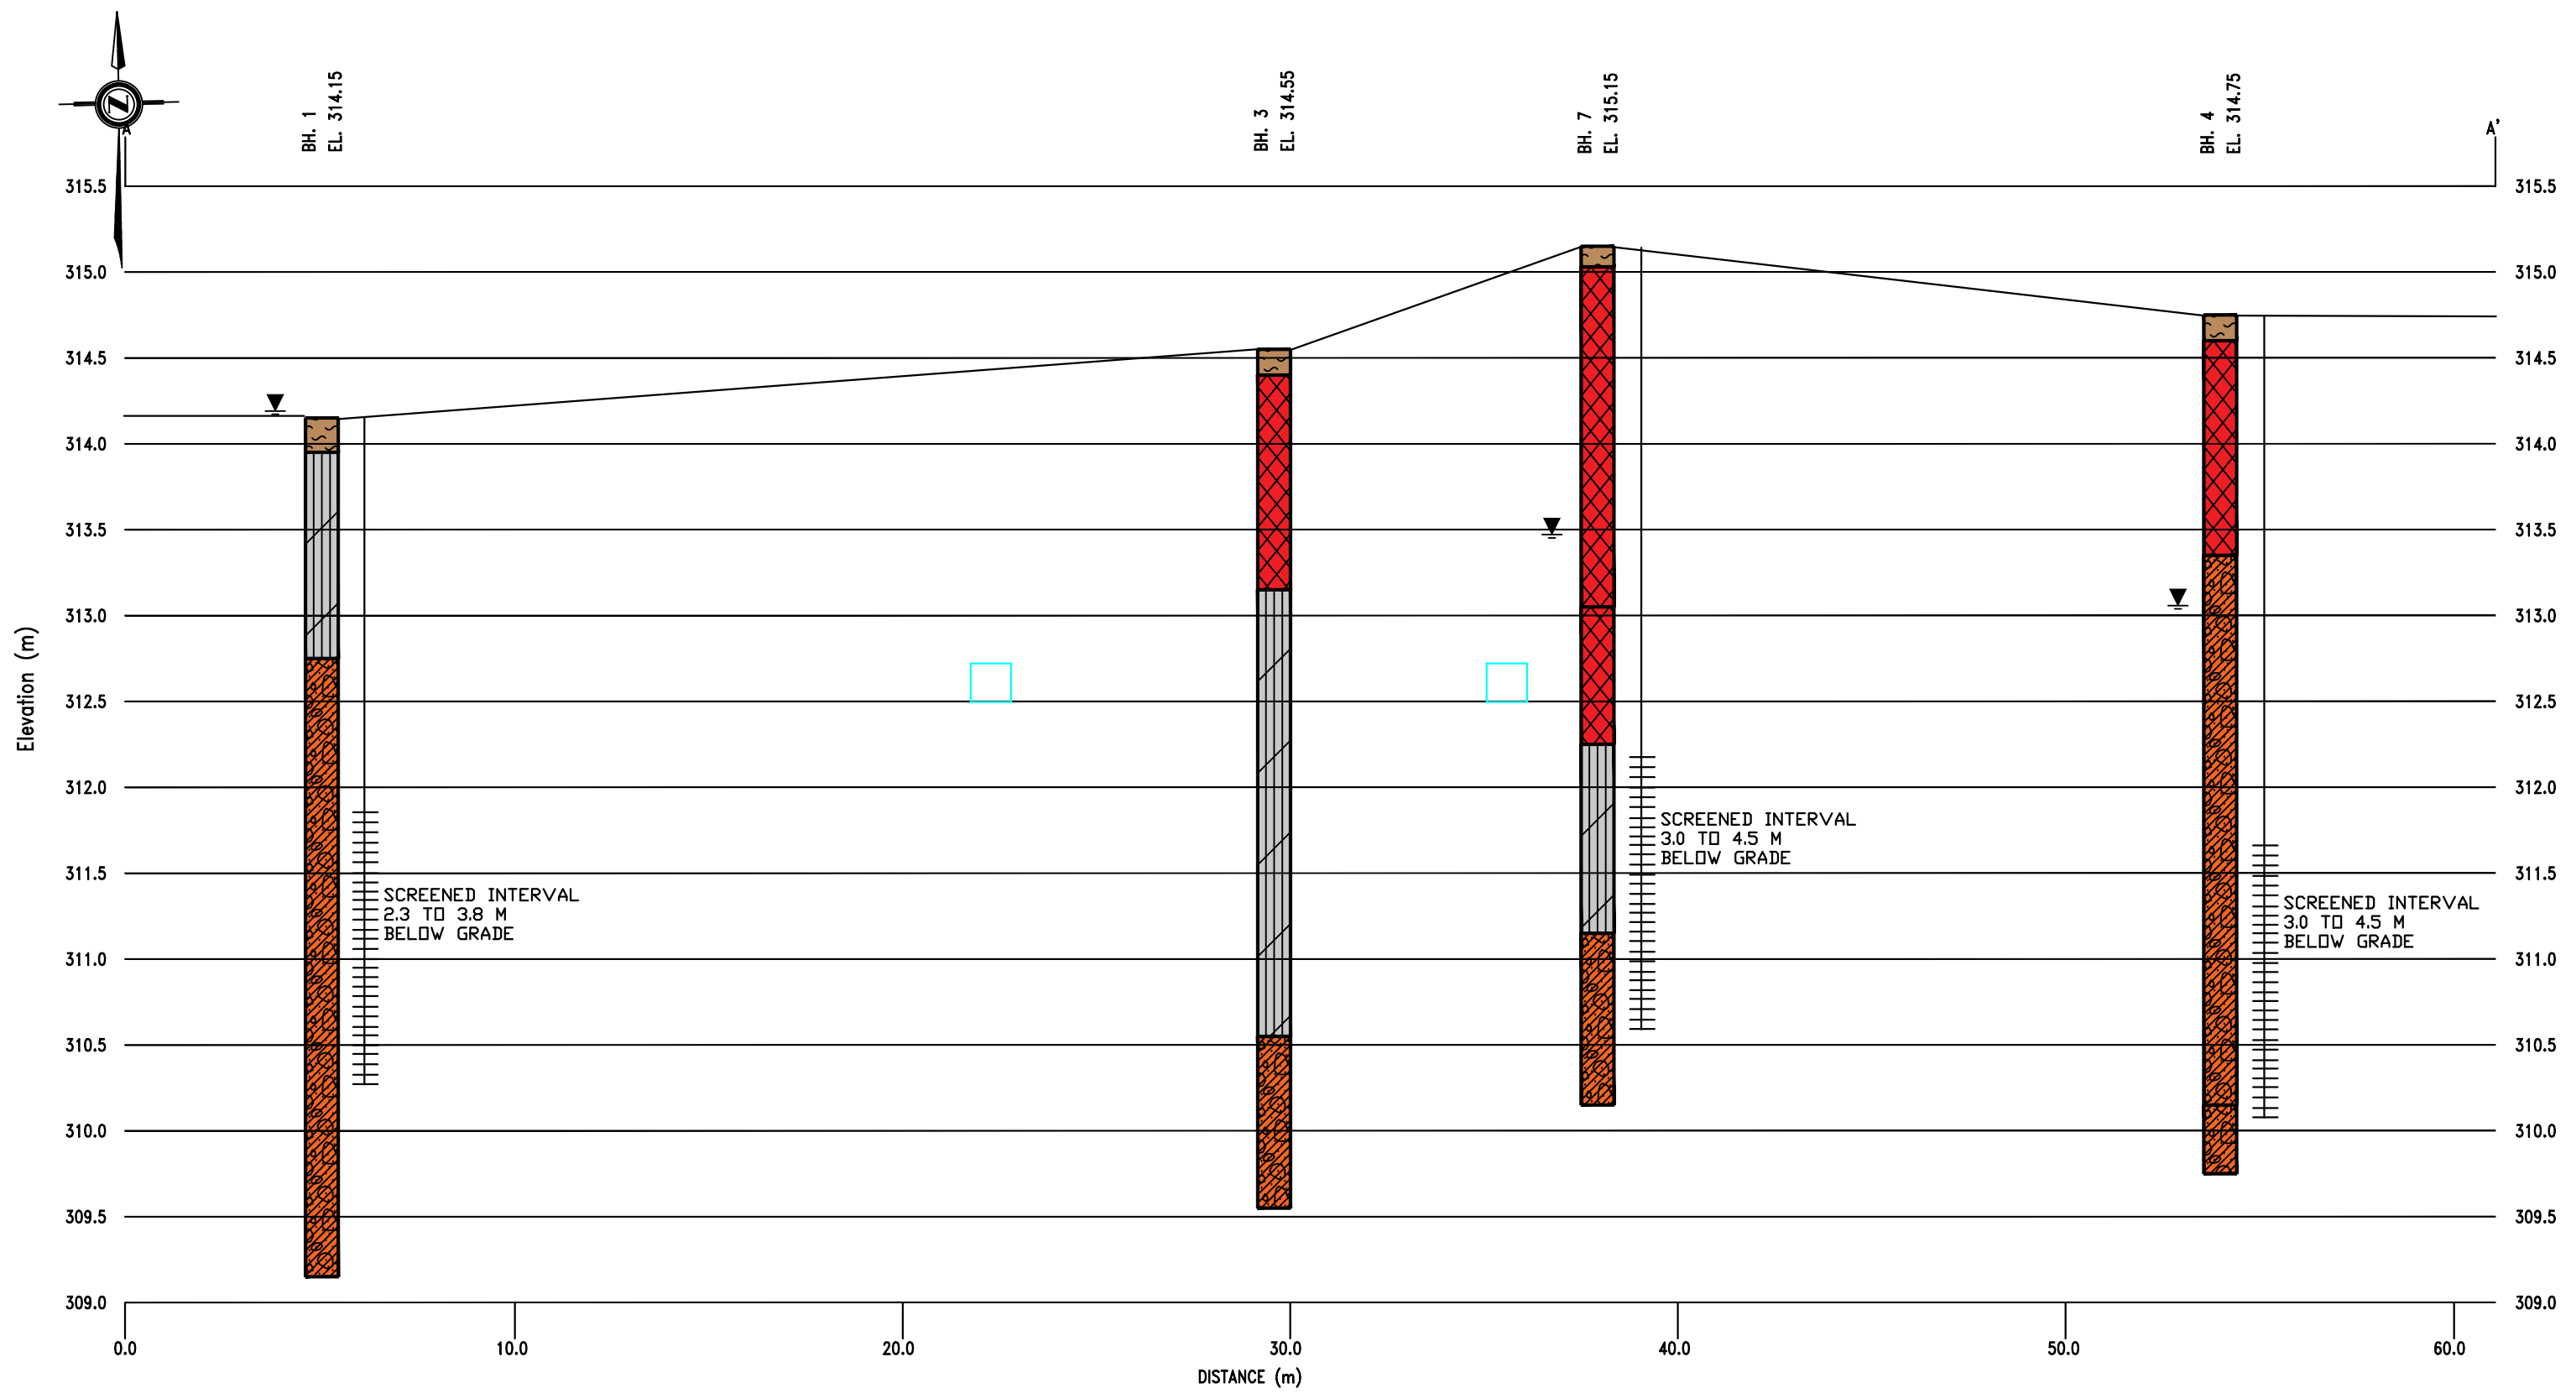 N
A
BH. 1
EL. 314.15
BH. 3
EL. 314.55
BH. 7
EL. 315.15
BH. 4
EL. 314.75
A'
315.5 315.5
315.0 315.0
314.5 314.5
314.0 314.0
313.5 313.5
313.0 313.0
312.5 312.5
312.0 312.0
311.5 311.5
311.0 311.0
310.5 310.5
310.0 310.0
309.5 309.5
309.0 309.0
Elevation (m)
SCREENED INTERVAL
2.3 TO 3.8 M
BELOW GRADE
SCREENED INTERVAL
3.0 TO 4.5 M
BELOW GRADE
SCREENED INTERVAL
3.0 TO 4.5 M
BELOW GRADE
0.0 10.0 20.0 30.0 40.0 50.0 60.0
DISTANCE (m)